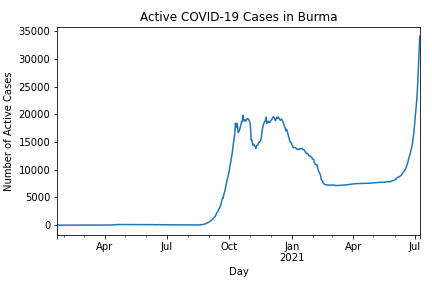 Active COVID-19 Cases in Burma
Number of Active Cases
35000
30000
25000
20000
15000
10000
5000
0
Apr
Jul
Oct
Jan
2021
Apr
Jul
Day